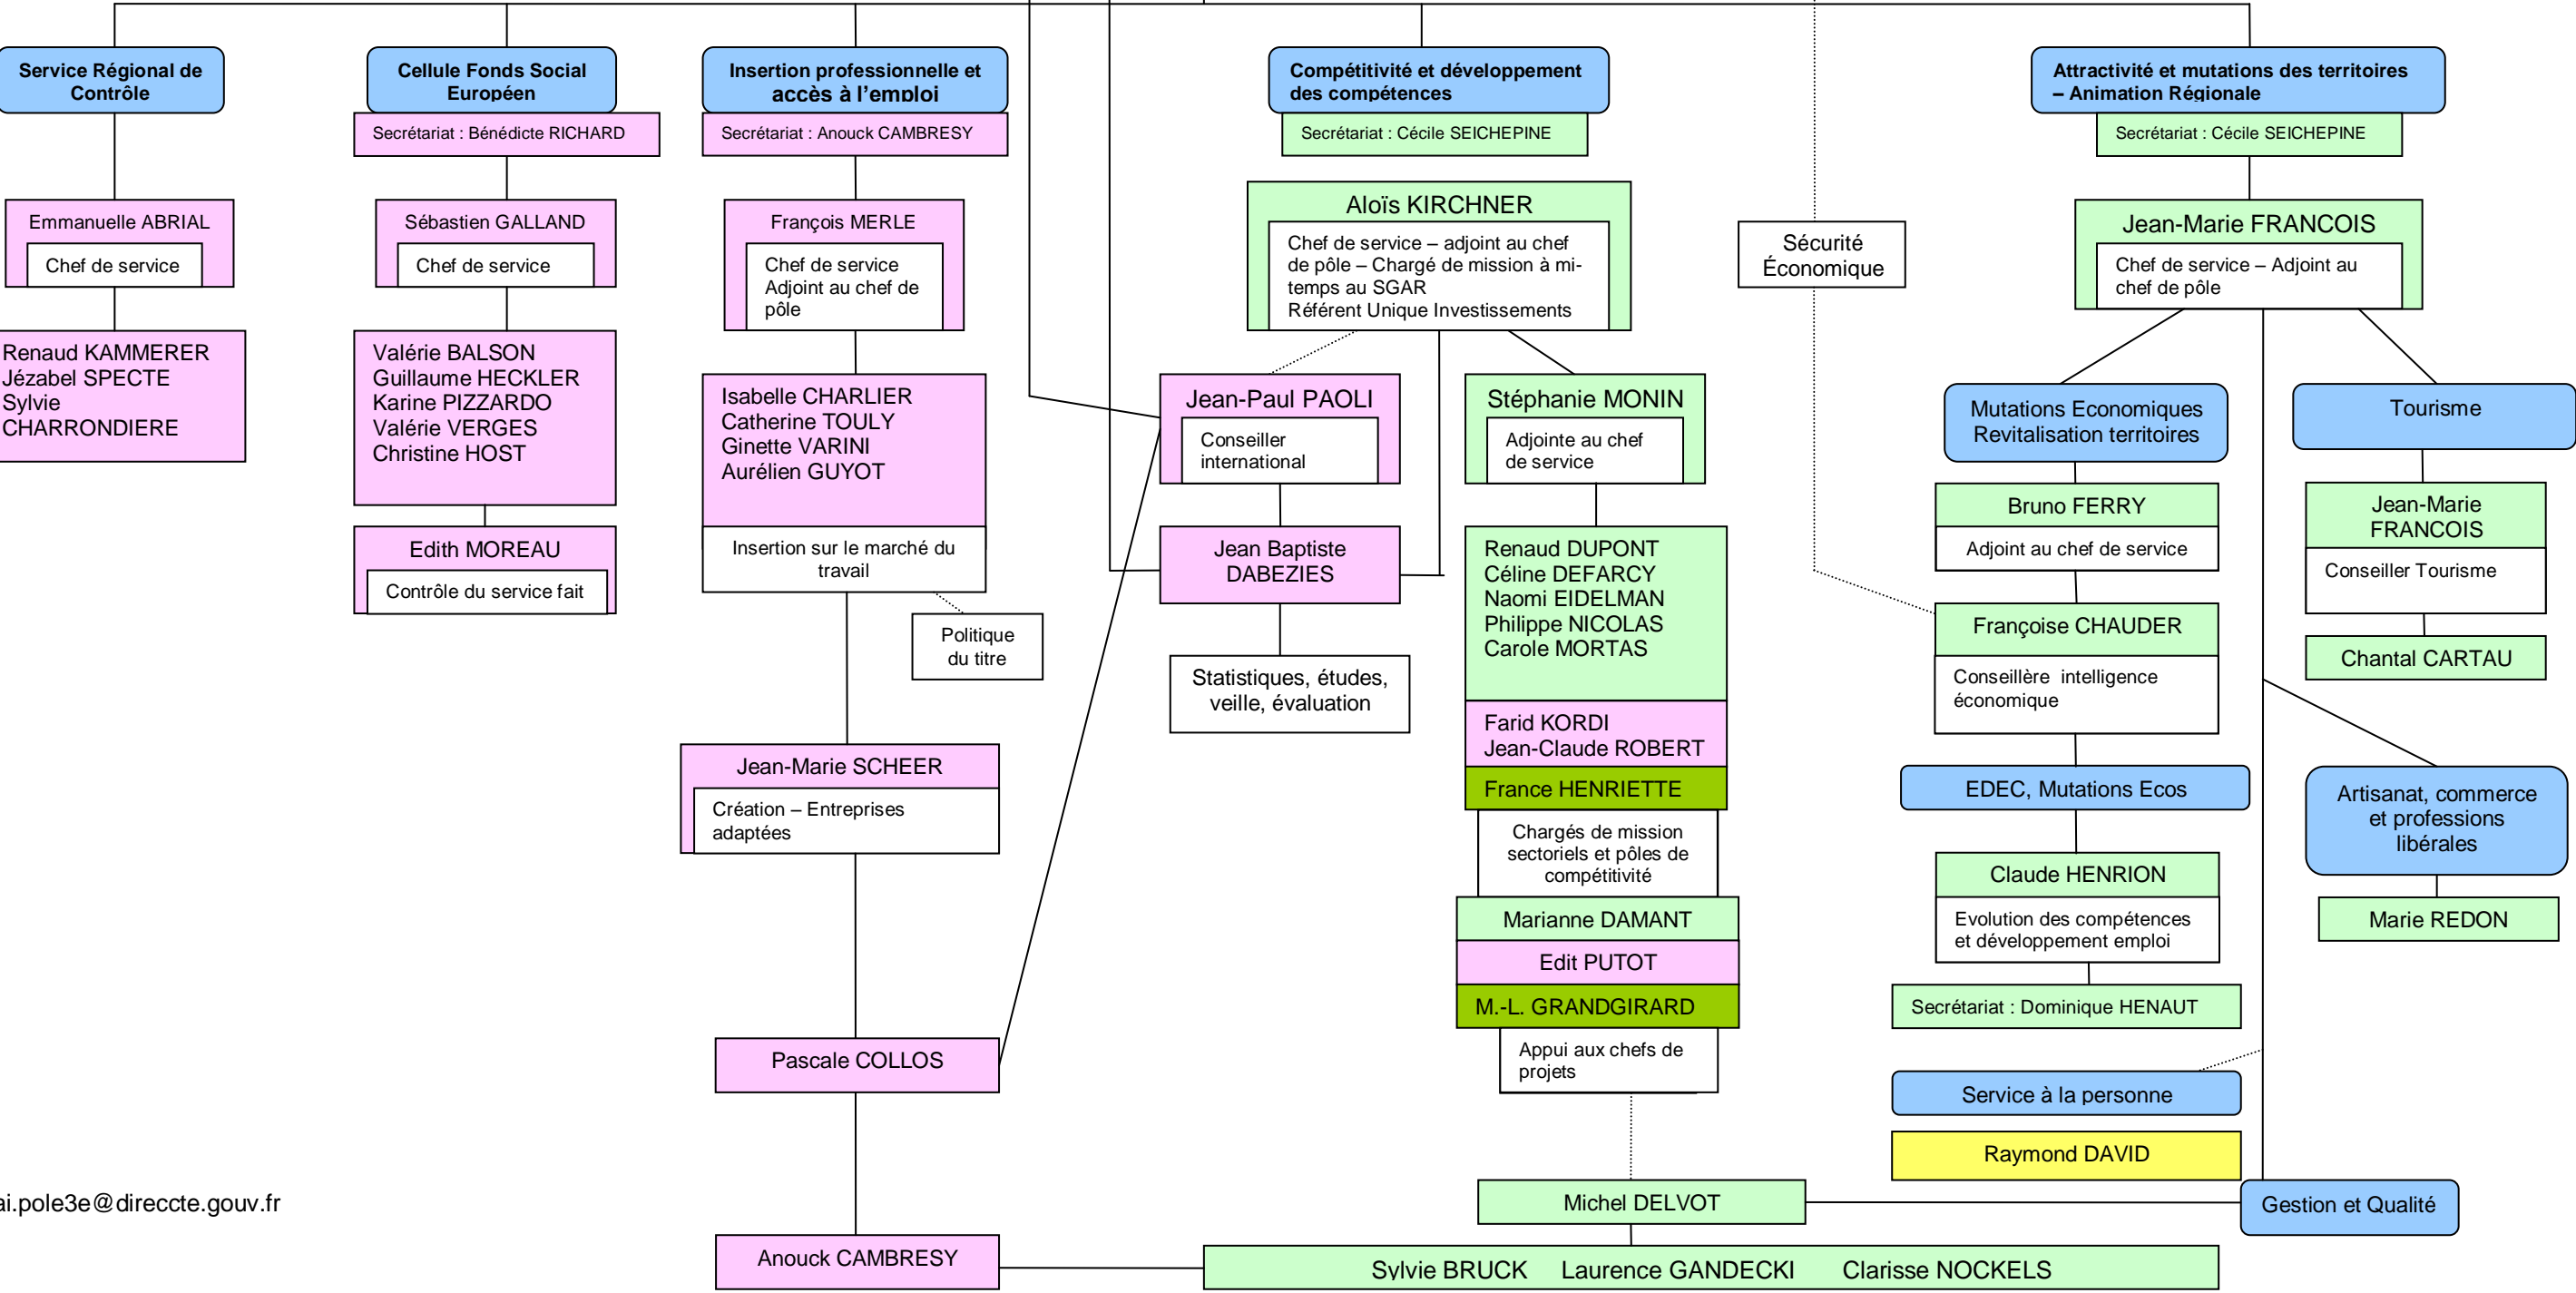 Service Régional de
Contrôle
Emmanuelle ABRIAL
Chef de service
Renaud KAMMERER
Jézabel SPECTE
Sylvie
CHARRONDIERE
Cellule Fonds Social
Européen
Secrétariat : Bénédicte RICHARD
Sébastien GALLAND
Chef de service
Valérie BALSON
Guillaume HECKLER
Karine PIZZARDO
Valérie VERGES
Christine HOST
Edith MOREAU
Contrôle du service fait
Insertion professionnelle et
accès à l’emploi
Secrétariat : Anouck CAMBRESY
François MERLE
Chef de service
Adjoint au chef de
pôle
Isabelle CHARLIER
Catherine TOULY
Ginette VARINI
Aurélien GUYOT
Insertion sur le marché du
travail
Politique
du titre
Jean-Marie SCHEER
Création – Entreprises
adaptées
Pascale COLLOS
Anouck CAMBRESY
Compétitivité et développement
des compétences
Secrétariat : Cécile SEICHEPINE
Aloïs KIRCHNER
Chef de service – adjoint au chef
de pôle – Chargé de mission à mi-
temps au SGAR
Référent Unique Investissements
Jean-Paul PAOLI
Conseiller
international
Jean Baptiste
DABEZIES
Statistiques, études,
veille, évaluation
Stéphanie MONIN
Adjointe au chef
de service
Renaud DUPONT
Céline DEFARCY
Naomi EIDELMAN
Philippe NICOLAS
Carole MORTAS
Farid KORDI
Jean-Claude ROBERT
France HENRIETTE
Chargés de mission
sectoriels et pôles de
compétitivité
Marianne DAMANT
Edit PUTOT
M.-L. GRANDGIRARD
Appui aux chefs de
projets
Michel DELVOT
Sylvie BRUCK Laurence GANDECKI Clarisse NOCKELS
Sécurité
Économique
Attractivité et mutations des territoires
– Animation Régionale
Secrétariat : Cécile SEICHEPINE
Jean-Marie FRANCOIS
Chef de service – Adjoint au
chef de pôle
Mutations Economiques
Revitalisation territoires
Bruno FERRY
Adjoint au chef de service
Françoise CHAUDER
Conseillère intelligence
économique
EDEC, Mutations Ecos
Claude HENRION
Evolution des compétences
et développement emploi
Secrétariat : Dominique HENAUT
Service à la personne
Raymond DAVID
Tourisme
Jean-Marie
FRANCOIS
Conseiller Tourisme
Chantal CARTAU
Artisanat, commerce
et professions
libérales
Marie REDON
Gestion et Qualité
ai.pole3e@direccte.gouv.fr